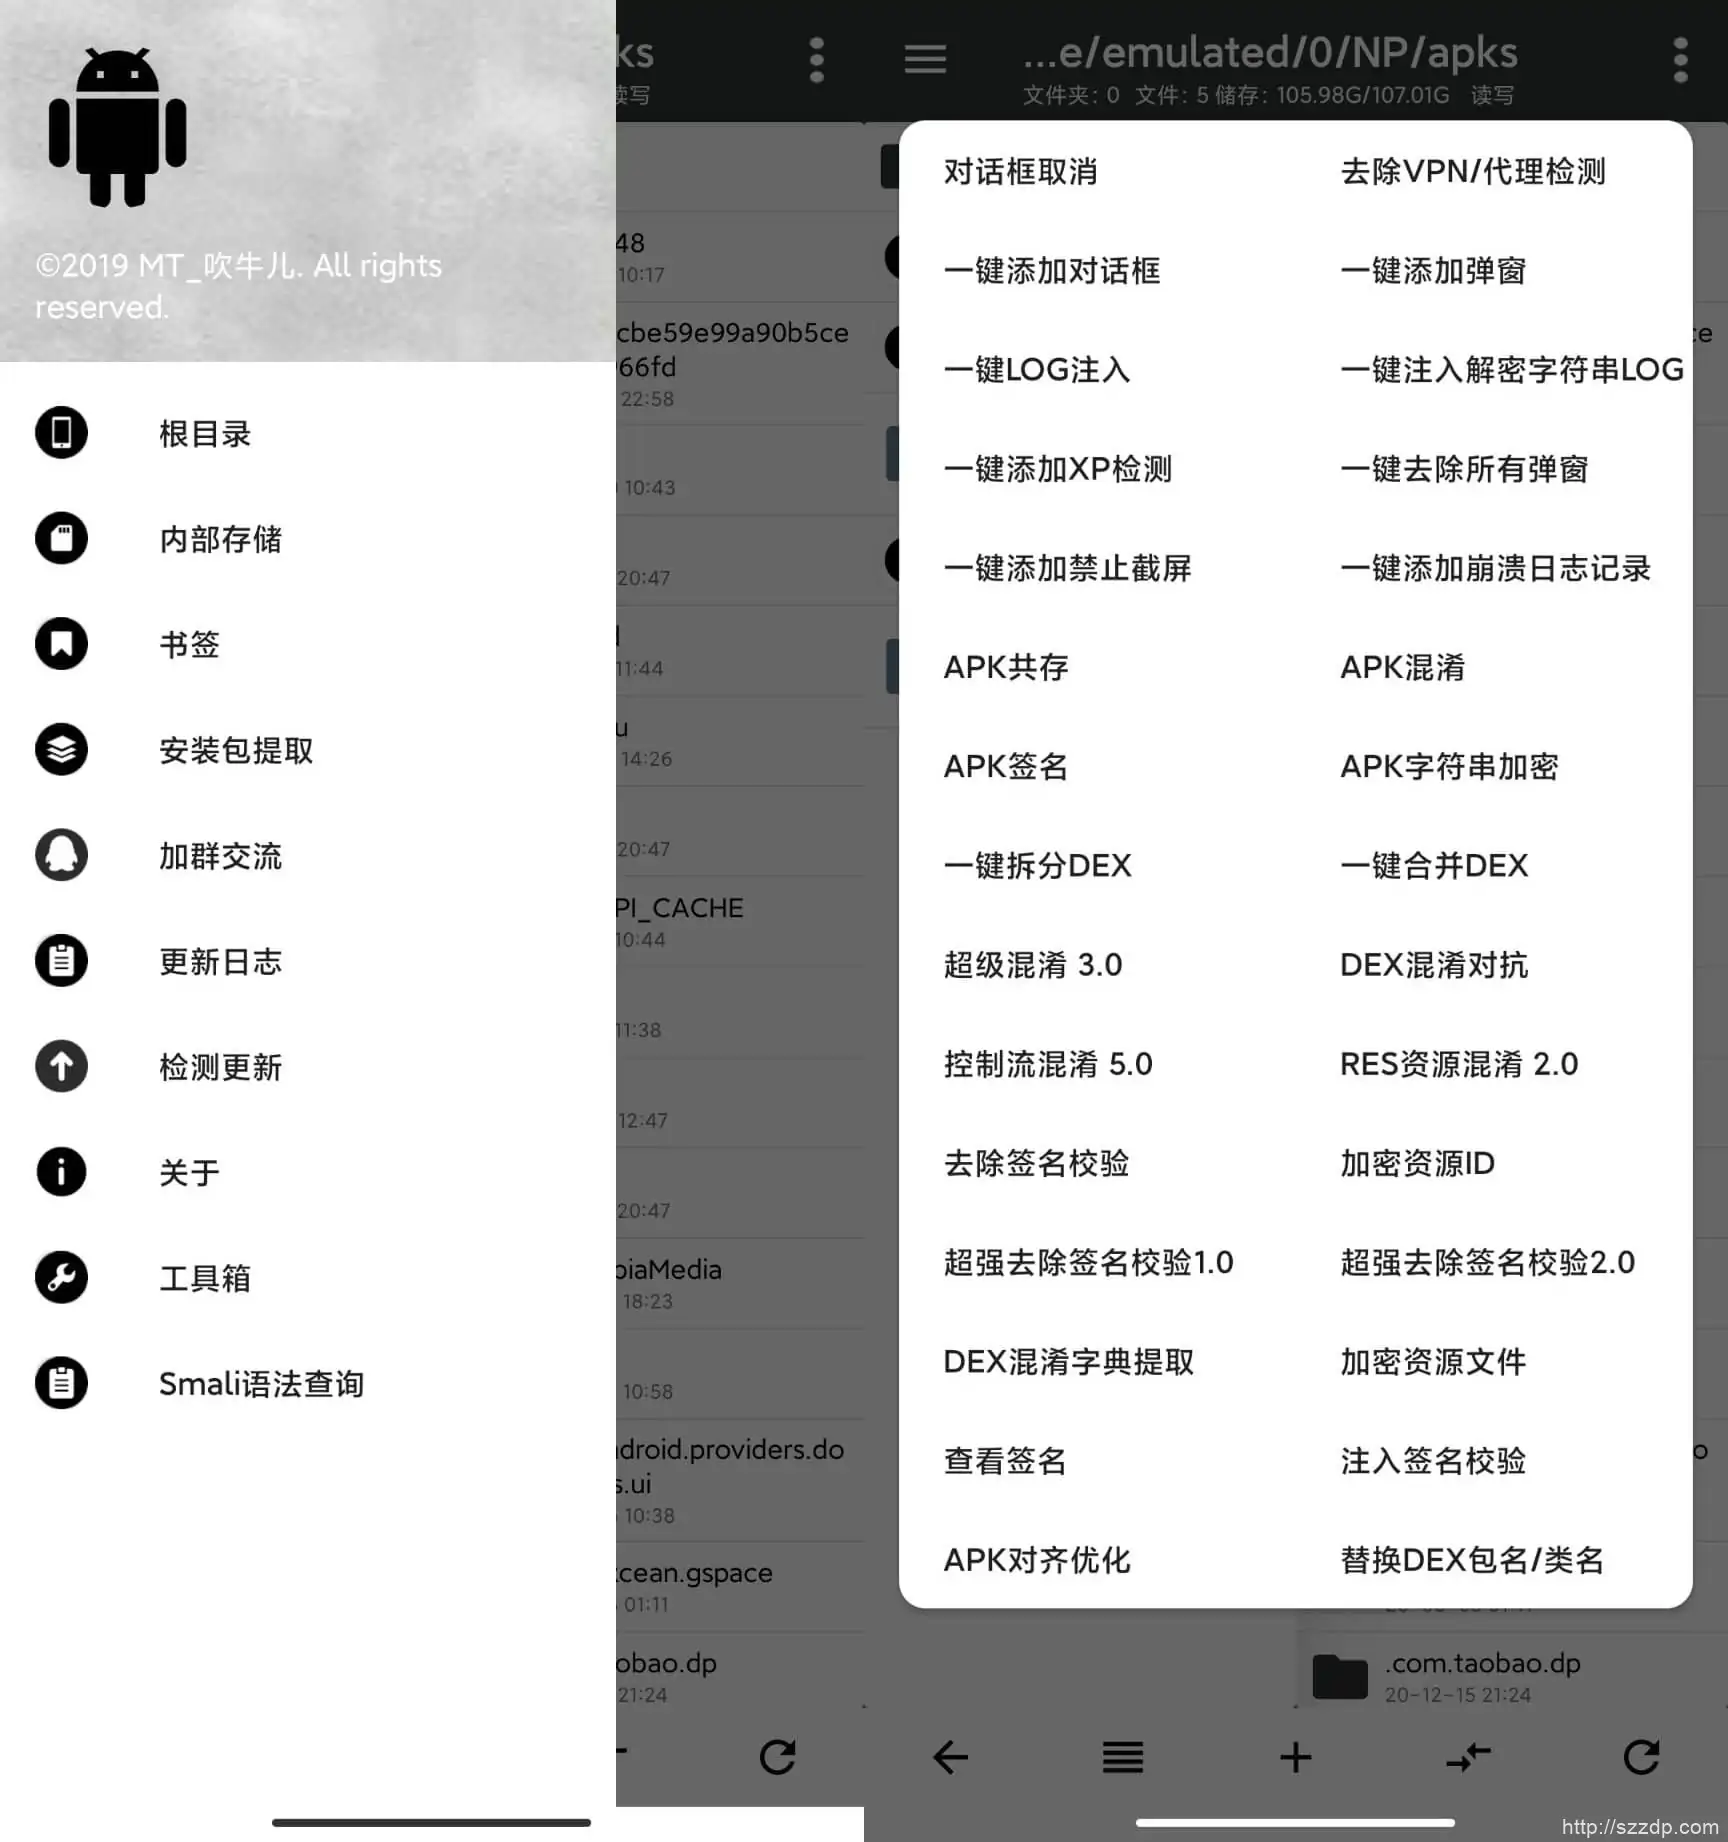 ©2019 MT_吹牛儿. All rights
reserved.
根目录
内部存储
书签
安装包提取
加群交流
更新日志
检测更新
关于
工具箱
Smali语法查询
ks
读写
48
10:17
cbe59e99a90b5ce
66fd
22:58
10:43
20:47
11:44
u
14:26
20:47
PI_CACHE
10:44
11:38
12:47
20:47
biaMedia
18:23
10:58
ndroid.providers.do
s.ui
10:38
cean.gspace
01:11
obao.dp
21:24
...e/emulated/0/NP/apks
文件夹: 0 文件: 5 储存: 105.98G/107.01G 读写
对话框取消 去除VPN/代理检测
一键添加对话框 一键添加弹窗
一键LOG注入 一键注入解密字符串LOG
一键添加XP检测 一键去除所有弹窗
一键添加禁止截屏 一键添加崩溃日志记录
APK共存 APK混淆
APK签名 APK字符串加密
一键拆分DEX 一键合并DEX
超级混淆 3.0 DEX混淆对抗
控制流混淆 5.0 RES资源混淆 2.0
去除签名校验 加密资源ID
超强去除签名校验1.0 超强去除签名校验2.0
DEX混淆字典提取 加密资源文件
查看签名 注入签名校验
APK对齐优化 替换DEX包名/类名
ce
o
.com.taobao.dp
20-12-15 21:24
http://szzdp.com